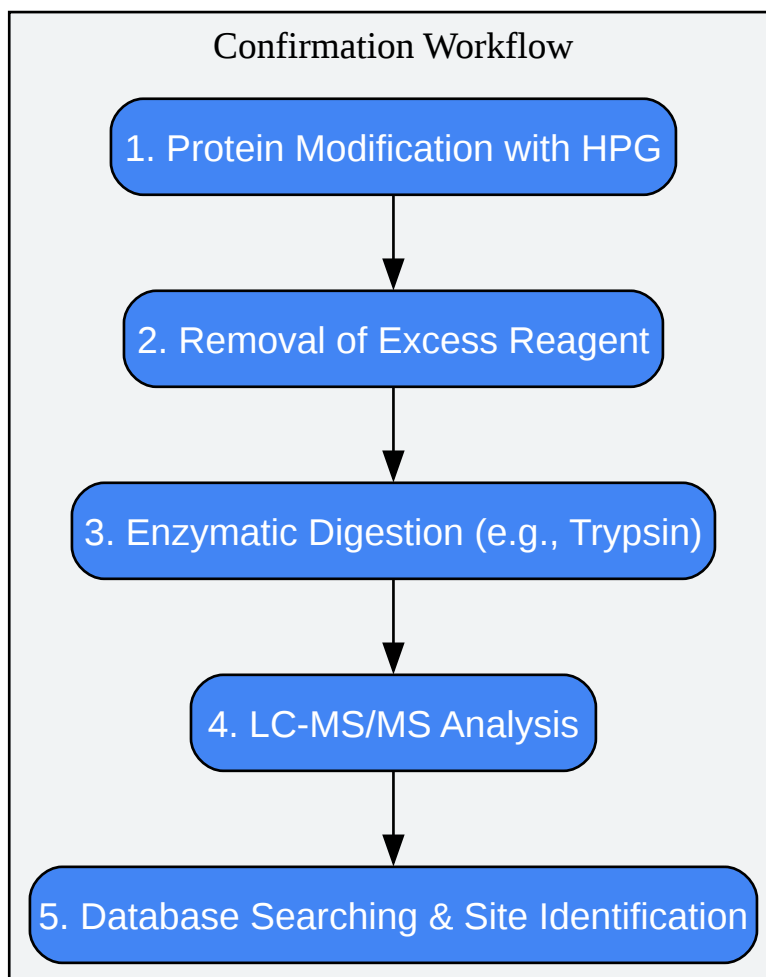 Confirmation Workflow
1. Protein Modification with HPG
2. Removal of Excess Reagent
3. Enzymatic Digestion (e.g., Trypsin)
4. LC-MS/MS Analysis
5. Database Searching & Site Identification